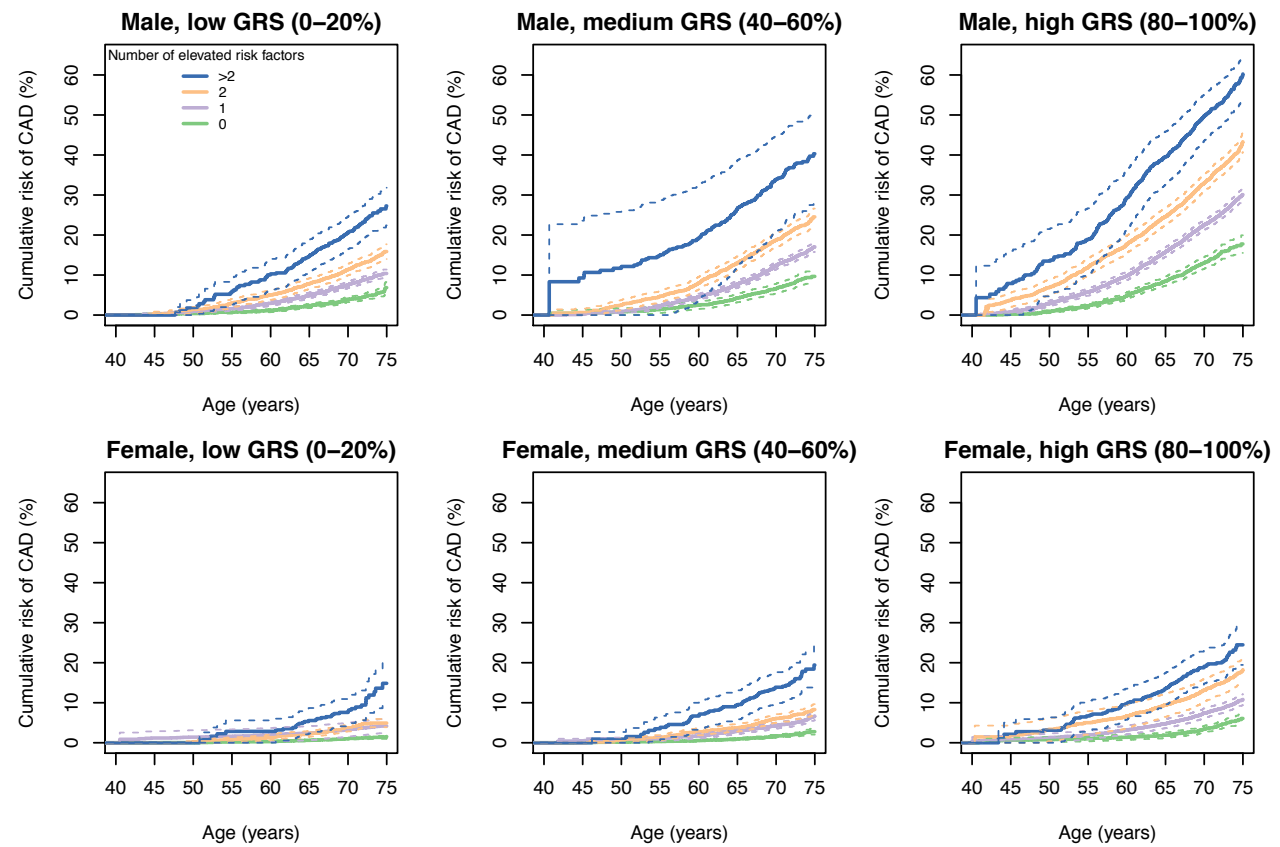 Male, low GRS (0–20%)
Number of elevated risk factors
>2
2
1
0
Cumulative risk of CAD (%)
0 10 20 30 40 50 60
40 45 50 55 60 65 70 75
Age (years)
Male, medium GRS (40–60%)
Cumulative risk of CAD (%)
0 10 20 30 40 50 60
40 45 50 55 60 65 70 75
Age (years)
Male, high GRS (80–100%)
Cumulative risk of CAD (%)
0 10 20 30 40 50 60
40 45 50 55 60 65 70 75
Age (years)
Female, low GRS (0–20%)
Cumulative risk of CAD (%)
0 10 20 30 40 50 60
40 45 50 55 60 65 70 75
Age (years)
Female, medium GRS (40–60%)
Cumulative risk of CAD (%)
0 10 20 30 40 50 60
40 45 50 55 60 65 70 75
Age (years)
Female, high GRS (80–100%)
Cumulative risk of CAD (%)
0 10 20 30 40 50 60
40 45 50 55 60 65 70 75
Age (years)